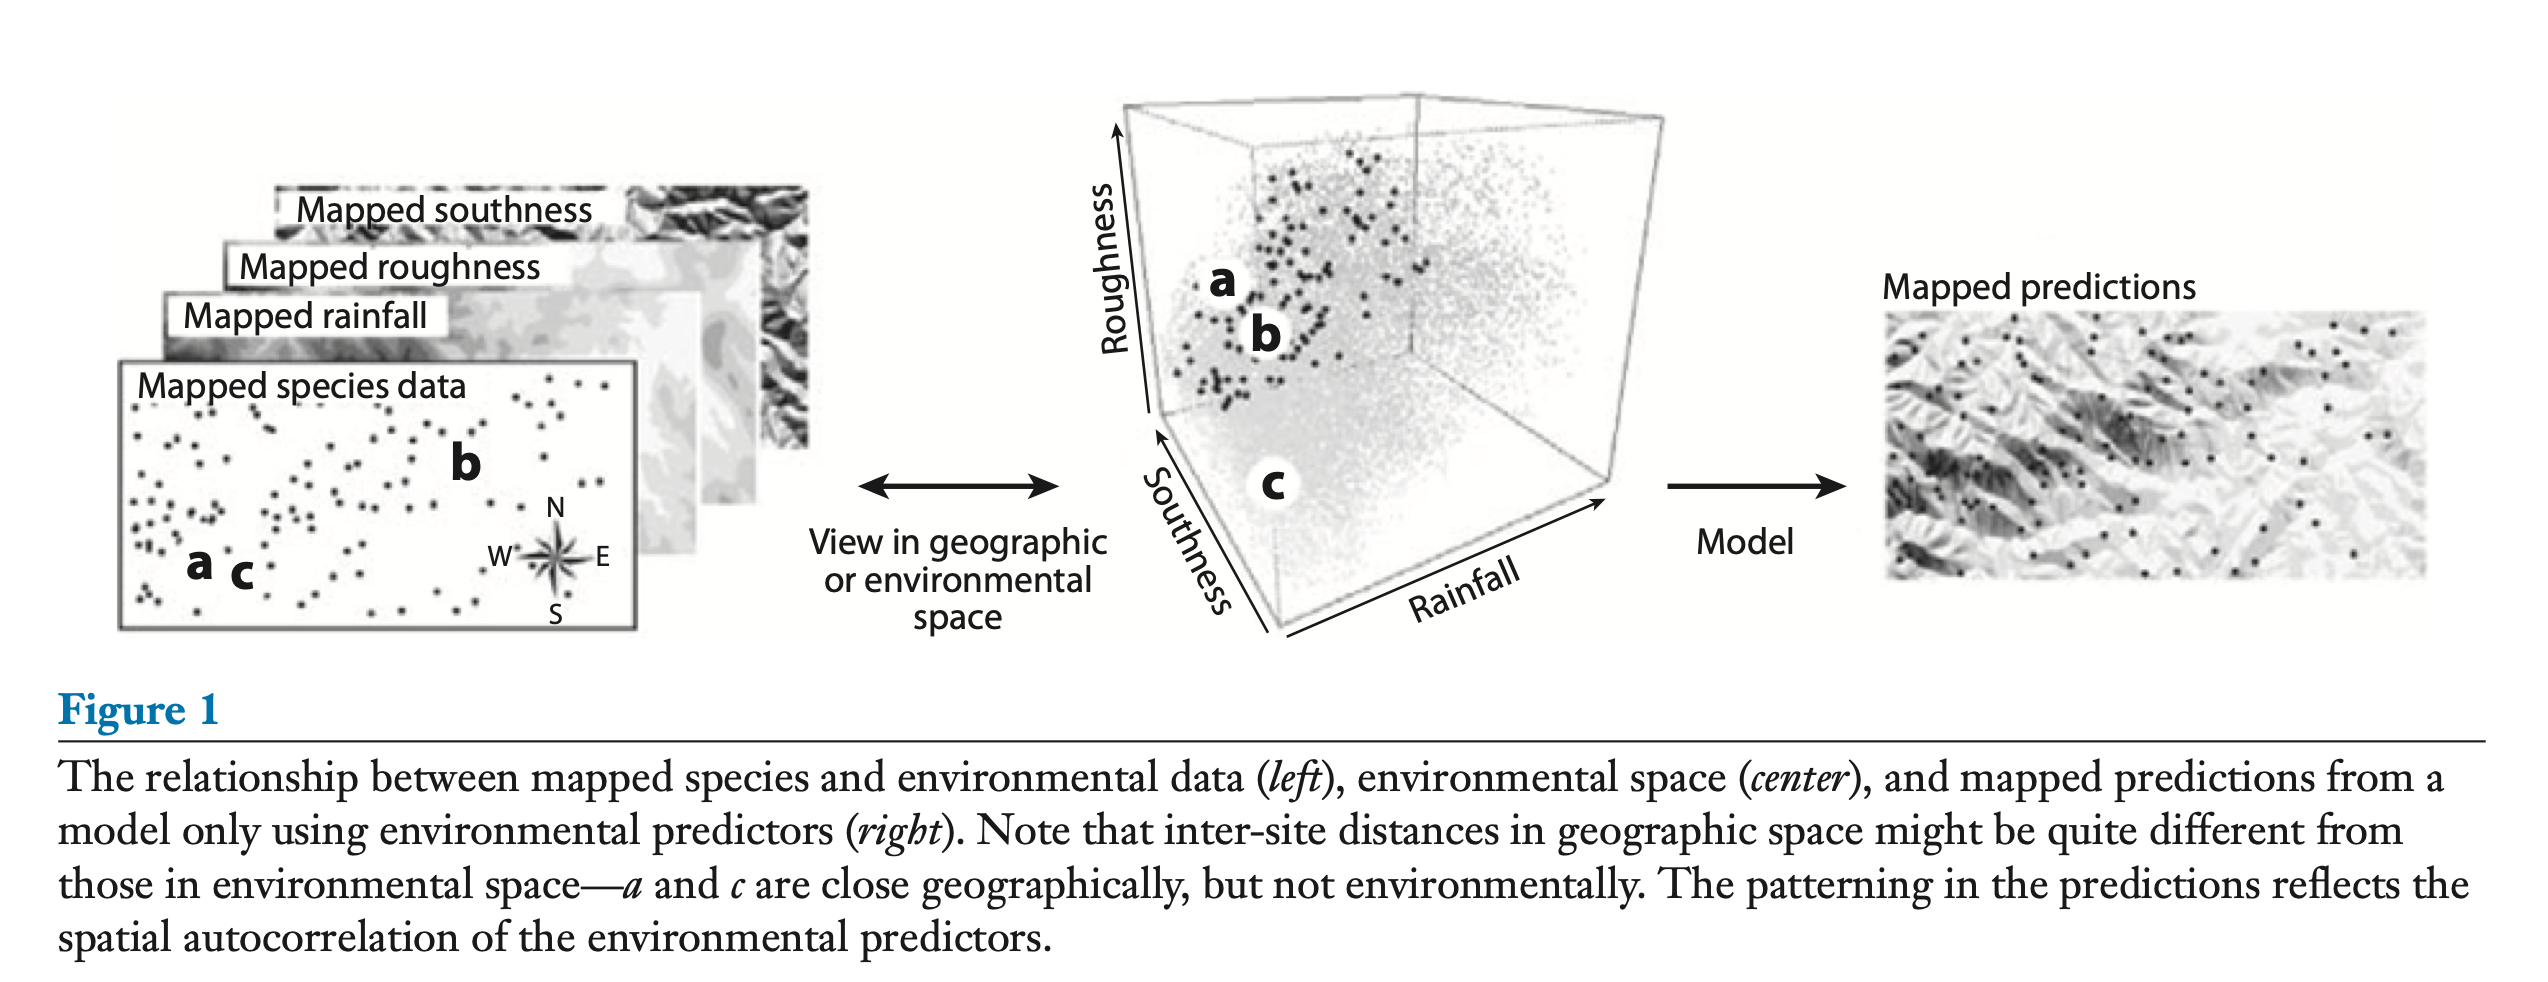 Mapped southness
Mapped roughness
Mapped rainfall
Mapped species data
b
a
c
N
W
E
S
View in geographic
or environmental
space
Roughness
a
b
c
Southness
Rainfall
Model
Mapped predictions
Figure 1
The relationship between mapped species and environmental data (left), environmental space (center), and mapped predictions from a
model only using environmental predictors (right). Note that inter-site distances in geographic space might be quite different from
those in environmental space—a and c are close geographically, but not environmentally. The patterning in the predictions reflects the
spatial autocorrelation of the environmental predictors.